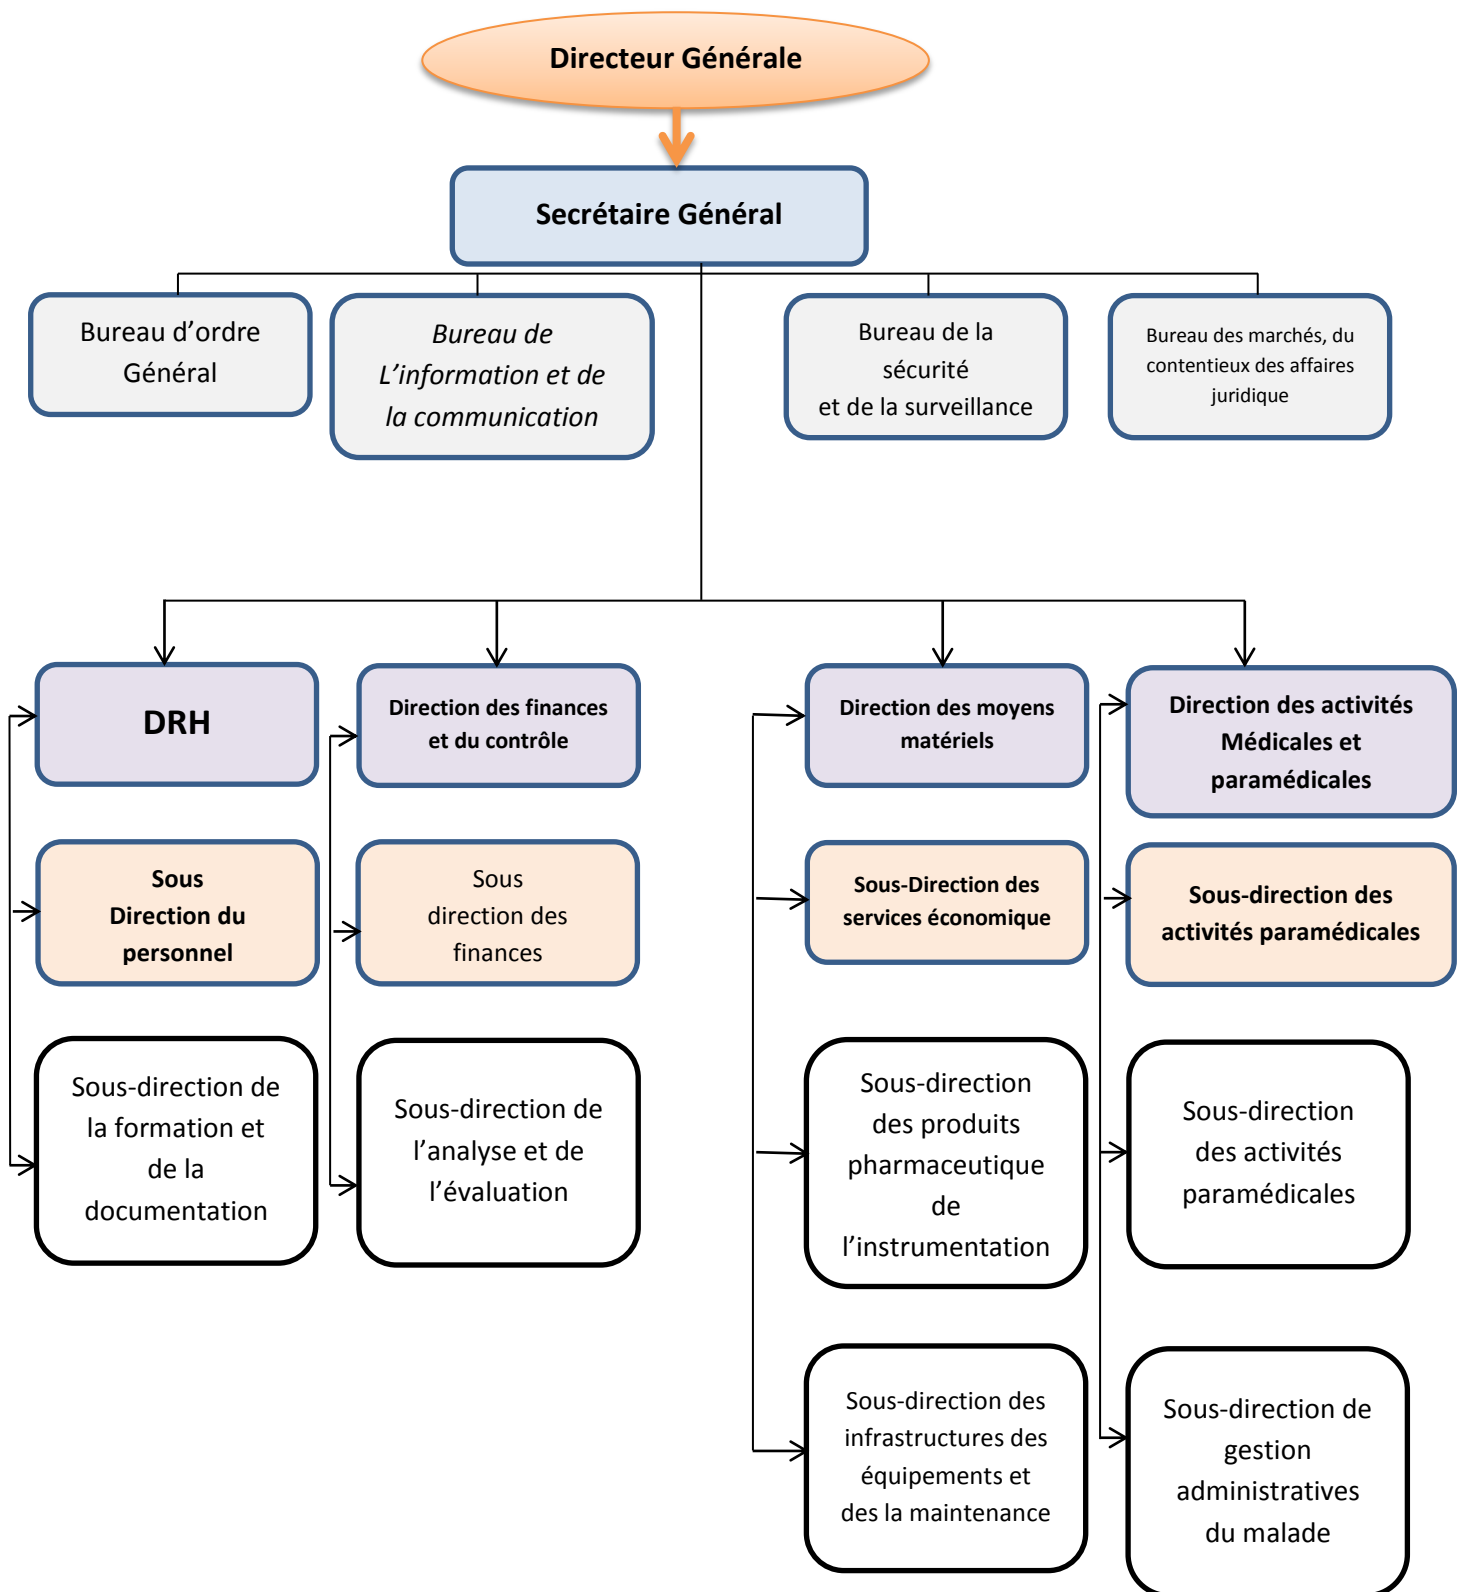 Directeur Générale
Secrétaire Général
Bureau d’ordre
Général
Bureau de
L’information et de
la communication
Bureau de la
sécurité
et de la surveillance
Bureau des marchés, du
contentieux des affaires
juridique
DRH
Direction des finances
et du contrôle
Direction des moyens
matériels
Direction des activités
Médicales et
paramédicales
Sous
Direction du
personnel
Sous
direction des
finances
Sous-Direction des
services économique
Sous-direction des
activités paramédicales
Sous-direction de
la formation et
de la
documentation
Sous-direction de
l’analyse et de
l’évaluation
Sous-direction
des produits
pharmaceutique
de
l’instrumentation
Sous-direction
des activités
paramédicales
Sous-direction des
infrastructures des
équipements et
des la maintenance
Sous-direction de
gestion
administratives
du malade